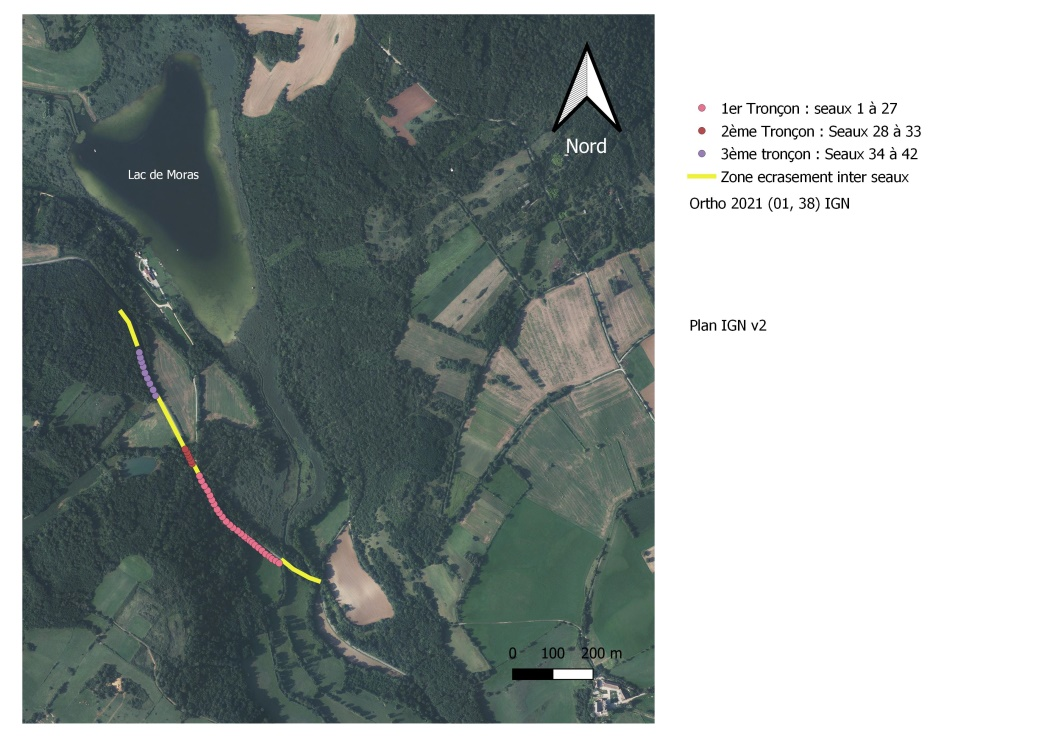 Lac de Moras
Nord
0 100 200 m
1er Tronçon : seaux 1 à 27
2ème Tronçon : Seaux 28 à 33
3ème tronçon : Seaux 34 à 42
Zone ecrasement inter seaux
Ortho 2021 (01, 38) IGN
Plan IGN v2